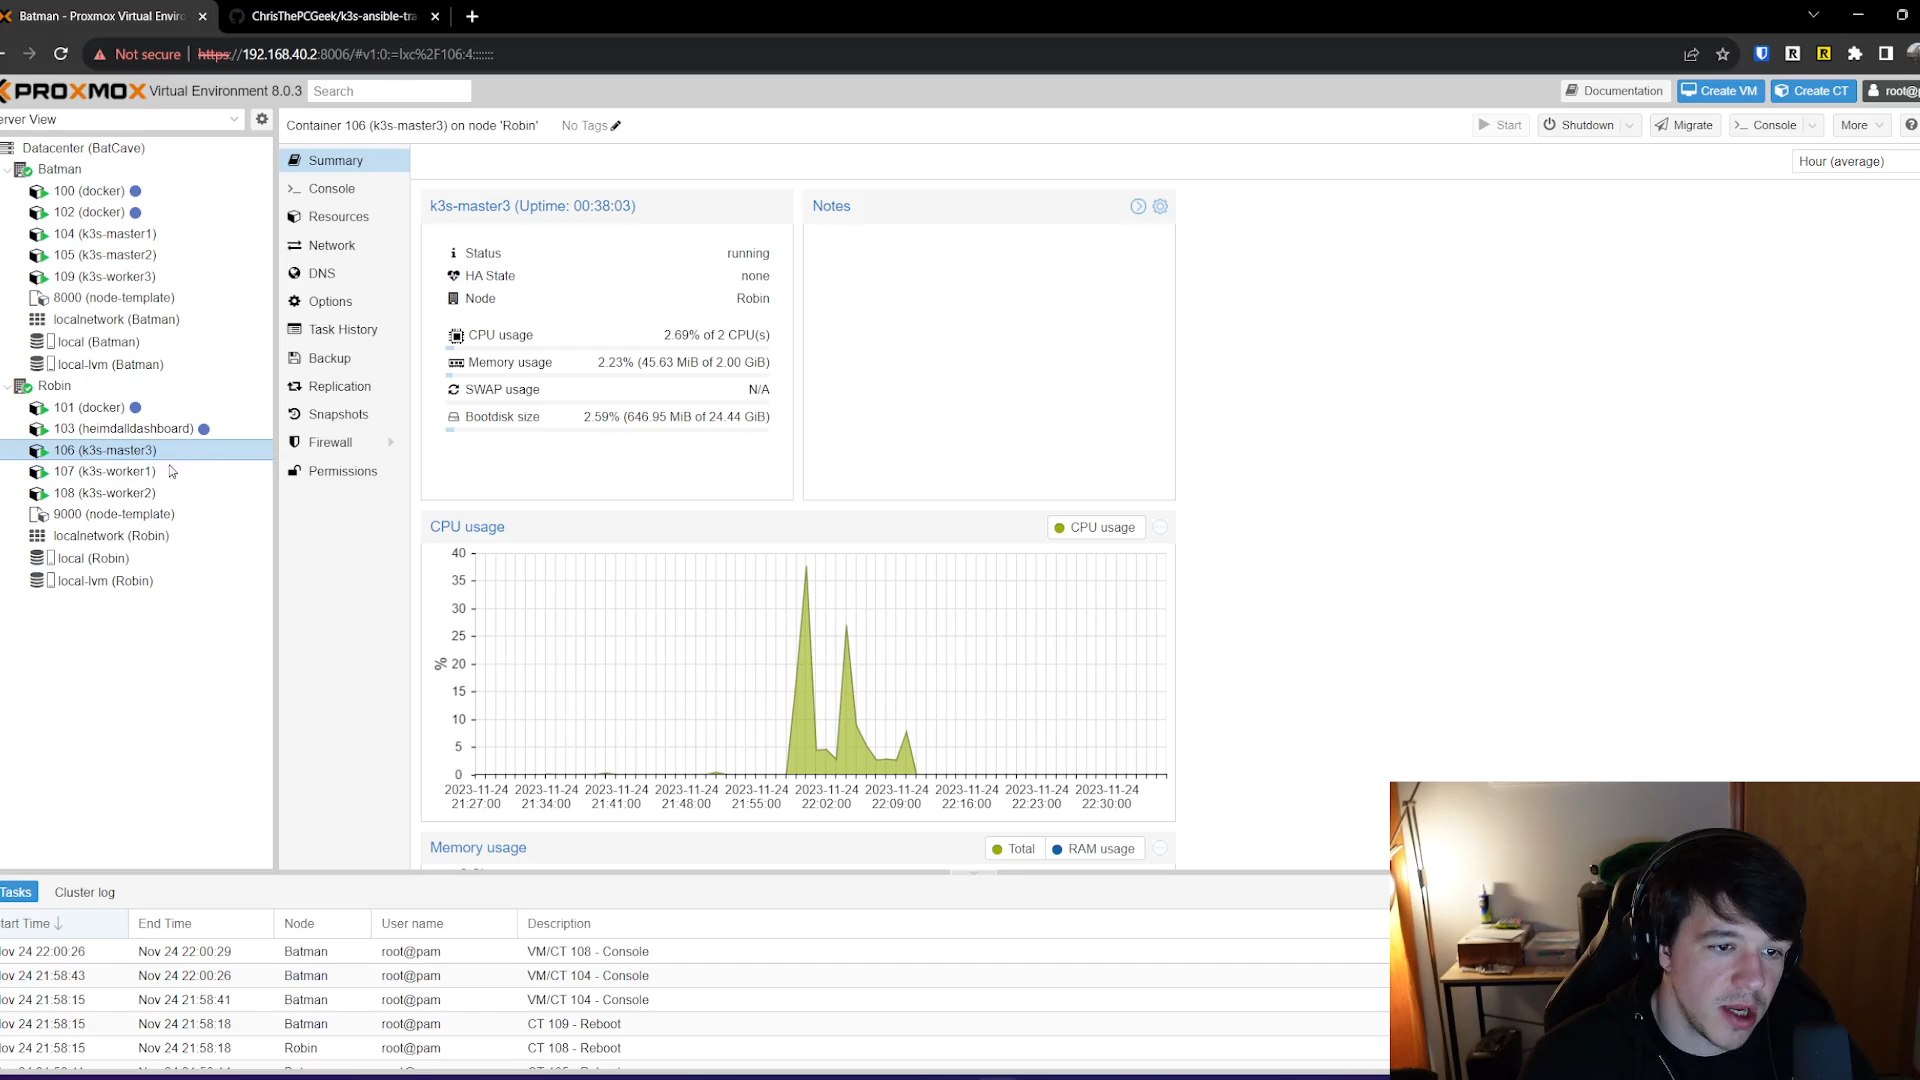 Batman - Proxmox Virtual Enviro
ChrisThePCGeek/k3s-ansible-tra
Not secure
https://192.168.40.2:8006/#v1:0:=lxc%2F106:4:::::::
PROXMOX Virtual Environment 8.0.3
Search
Documentation
Create VM
Create CT
root@p
erver View
Container 106 (k3s-master3) on node 'Robin'
No Tags
Start
Shutdown
Migrate
Console
More
Hour (average)
Datacenter (BatCave)
Batman
100 (docker)
102 (docker)
104 (k3s-master1)
105 (k3s-master2)
109 (k3s-worker3)
8000 (node-template)
localnetwork (Batman)
local (Batman)
local-lvm (Batman)
Robin
101 (docker)
103 (heimdalldashboard)
106 (k3s-master3)
107 (k3s-worker1)
108 (k3s-worker2)
9000 (node-template)
localnetwork (Robin)
local (Robin)
local-lvm (Robin)
Summary
Console
Resources
Network
DNS
Options
Task History
Backup
Replication
Snapshots
Firewall
Permissions
k3s-master3 (Uptime: 00:38:03)
Status running
HA State none
Node Robin
CPU usage 2.69% of 2 CPU(s)
Memory usage 2.23% (45.63 MiB of 2.00 GiB)
SWAP usage N/A
Bootdisk size 2.59% (646.95 MiB of 24.44 GiB)
Notes
CPU usage
CPU usage
40
35
30
25
20
15
10
5
0
%
2023-11-24 2023-11-24 2023-11-24 2023-11-24 2023-11-24 2023-11-24 2023-11-24 2023-11-24 2023-11-24 2023-11-24
21:27:00 21:34:00 21:41:00 21:48:00 21:55:00 22:02:00 22:09:00 22:16:00 22:23:00 22:30:00
Memory usage
Total
RAM usage
Tasks
Cluster log
tart Time End Time Node User name Description
ov 24 22:00:26 Nov 24 22:00:29 Batman root@pam VM/CT 108 - Console
ov 24 21:58:43 Nov 24 22:00:26 Batman root@pam VM/CT 104 - Console
ov 24 21:58:15 Nov 24 21:58:41 Batman root@pam VM/CT 104 - Console
ov 24 21:58:15 Nov 24 21:58:18 Batman root@pam CT 109 - Reboot
ov 24 21:58:15 Nov 24 21:58:18 Robin root@pam CT 108 - Reboot